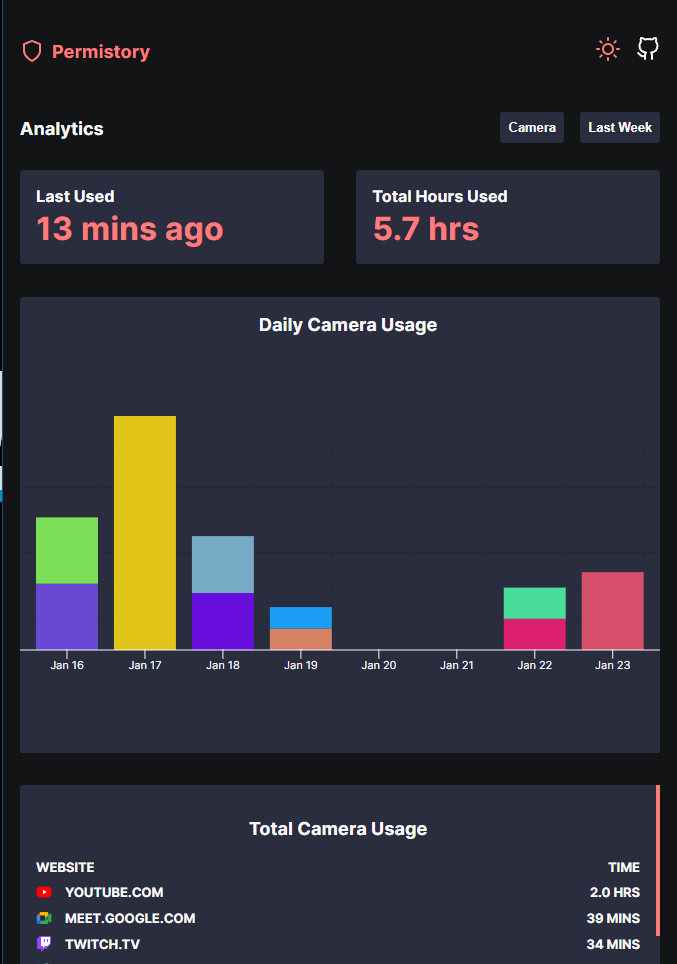 Permistory
Analytics
Camera
Last Week
Last Used
13 mins ago
Total Hours Used
5.7 hrs
Daily Camera Usage
Jan 16 Jan 17 Jan 18 Jan 19 Jan 20 Jan 21 Jan 22 Jan 23
Total Camera Usage
WEBSITE TIME
YOUTUBE.COM 2.0 HRS
MEET.GOOGLE.COM 39 MINS
TWITCH.TV 34 MINS